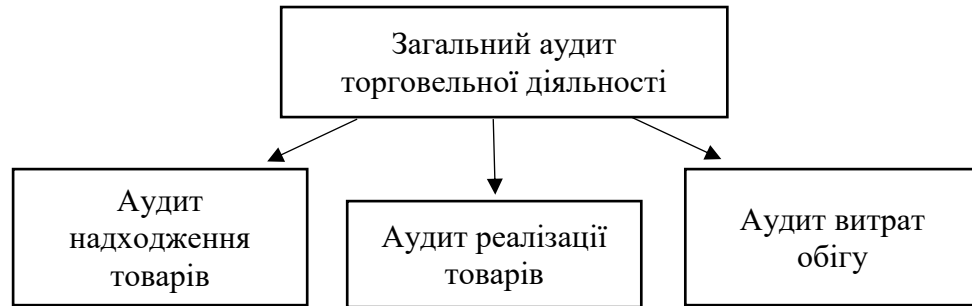 Загальний аудит
торговельної діяльності
Аудит
надходження
товарів
Аудит реалізації
товарів
Аудит витрат
обігу